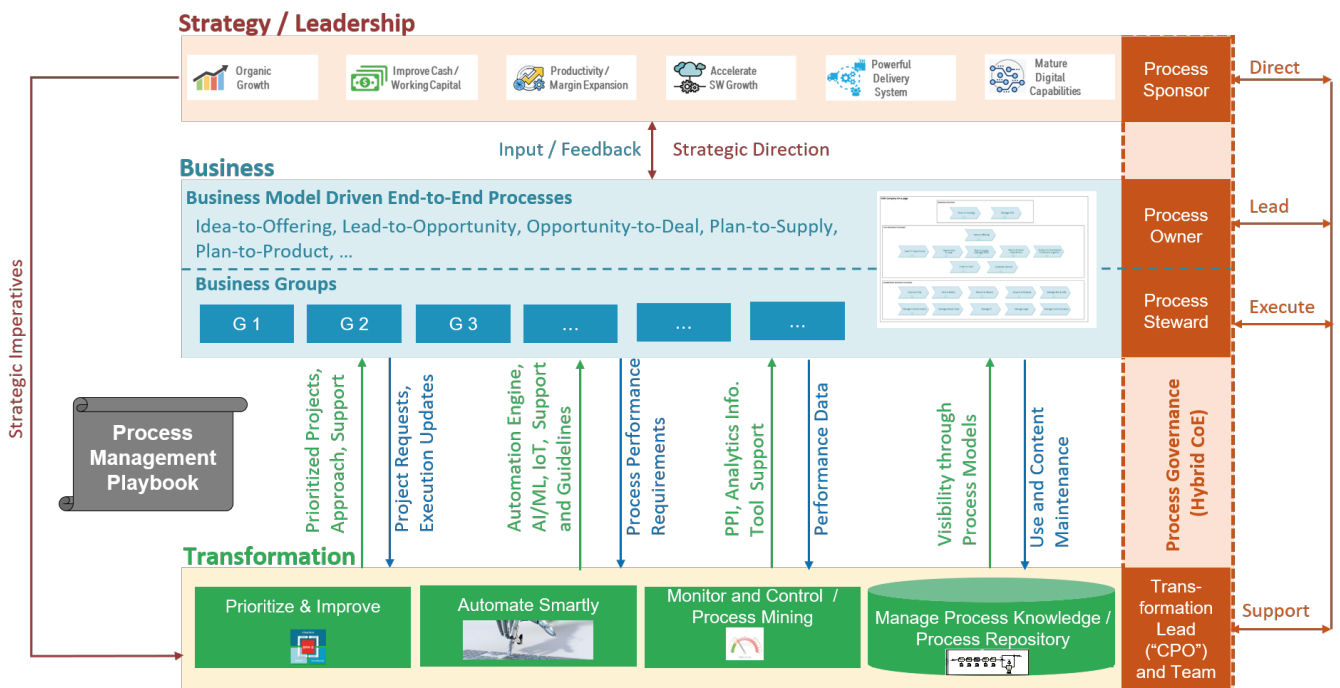 Strategy / Leadership
Organic
Growth
Improve Cash /
Working Capital
Productivity /
Margin Expansion
Accelerate
SW Growth
Powerful
Delivery
System
Mature
Digital
Capabilities
Process
Sponsor
Direct
Input / Feedback
Strategic Direction
Business
Business Model Driven End-to-End Processes
Idea-to-Offering, Lead-to-Opportunity, Opportunity-to-Deal, Plan-to-Supply,
Plan-to-Product, ...
Process
Owner
Lead
Business Groups
G 1
G 2
G 3
...
...
...
Process
Steward
Execute
Strategic Imperatives
Process
Management
Playbook
Prioritized Projects,
Approach, Support
Project Requests,
Execution Updates
Automation Engine,
AI/ML, IoT, Support
and Guidelines
Process Performance
Requirements
PPI, Analytics Info.
Tool Support
Performance Data
Visibility through
Process Models
Use and Content
Maintenance
Process Governance
(Hybrid CoE)
Transformation
Prioritize & Improve
Automate Smartly
Monitor and Control /
Process Mining
Manage Process Knowledge /
Process Repository
Trans-
formation
Lead
(“CPO”)
and Team
Support